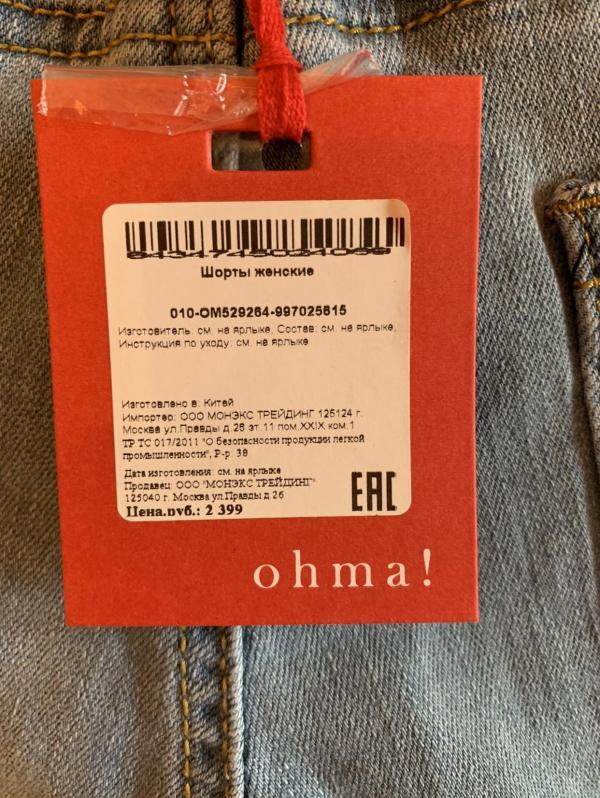 Шорты женские
010-OM529264-997025615
Изготовитель: см. на ярлыке, Состав: см. на ярлыке,
Инструкция по уходу: см. на ярлыке
Изготовлено в: Китай
Импортер: ООО МОНЭКС ТРЕЙДИНГ 125124 г.
Москва ул.Правды д.26 эт.11 пом.XXIX ком.1
ТР ТС 017/2011 "О безопасности продукции легкой
промышленности", Р-р. 38
Дата изготовления: см. на ярлыке
Продавец: ООО "МОНЭКС ТРЕЙДИНГ"
125040 г. Москва ул.Правды д 26
Цена.руб.: 2 399
EAC
ohma!